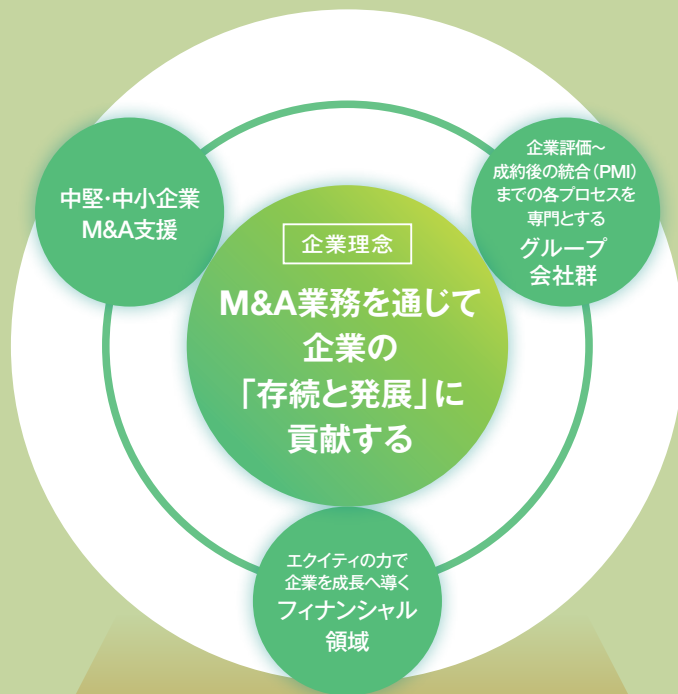 中堅・中小企業
M&A支援
企業評価〜
成約後の統合（PMI）
までの各プロセスを
専門とする
グループ
会社群
企業理念
M&A業務を通じて
企業の
「存続と発展」に
貢献する
エクイティの力で
企業を成長へ導く
フィナンシャル
領域